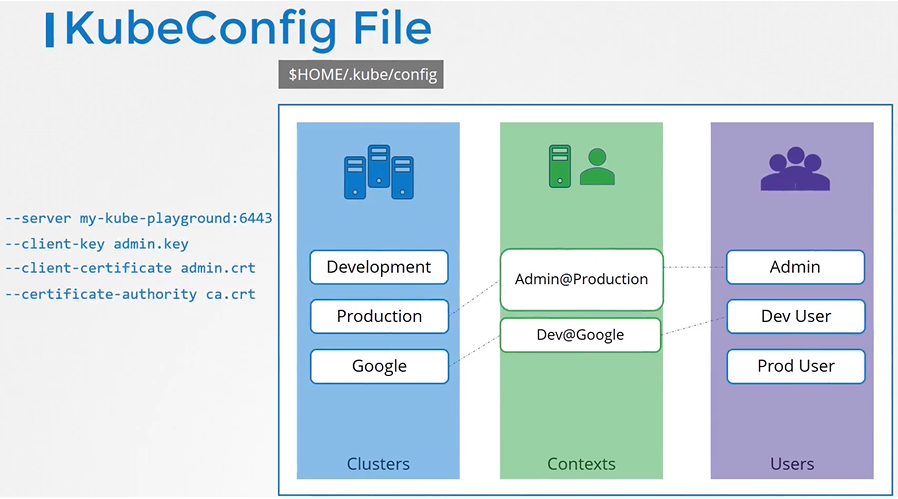 KubeConfig File
$HOME/.kube/config
--server my-kube-playground:6443
--client-key admin.key
--client-certificate admin.crt
--certificate-authority ca.crt
Development
Production
Google
Clusters
Admin@Production
Dev@Google
Contexts
Admin
Dev User
Prod User
Users